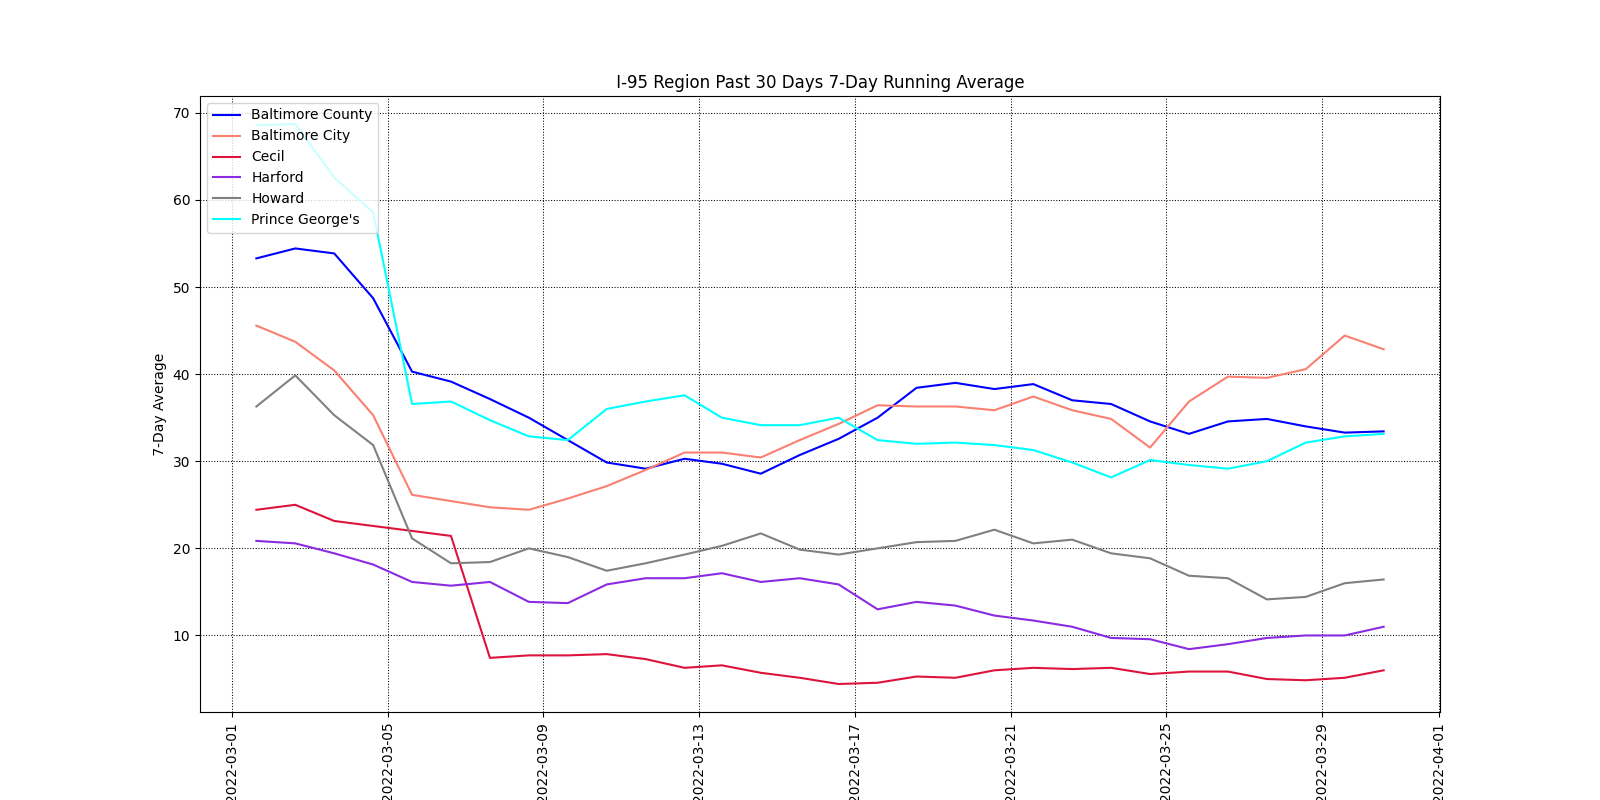 I-95 Region Past 30 Days 7-Day Running Average
70
60
50
40
30
20
10
7-Day Average
Baltimore County
Baltimore City
Cecil
Harford
Howard
Prince George's
2022-03-01
2022-03-05
2022-03-09
2022-03-13
2022-03-17
2022-03-21
2022-03-25
2022-03-29
2022-04-01